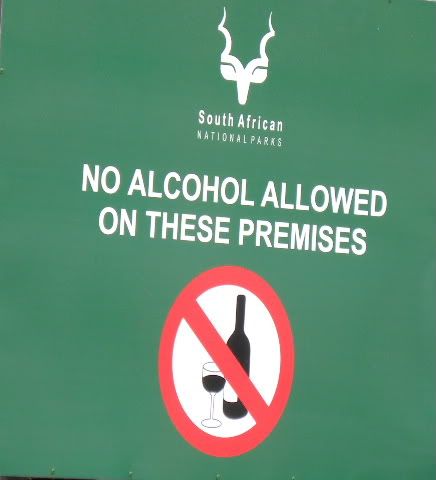 South African
NATIONAL PARKS
NO ALCOHOL ALLOWED
ON THESE PREMISES